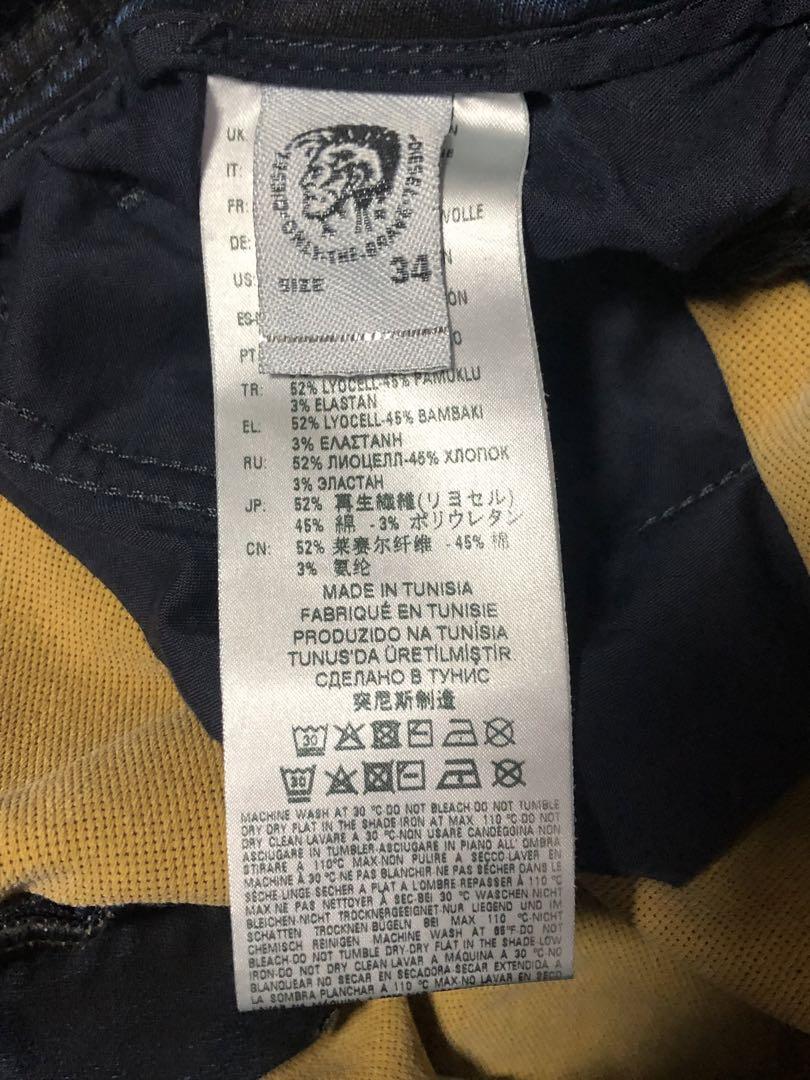 DIESEL
ONLY·THE·BRAVE
SIZE 34
UK
IT:
FR: VOLLE
DE:
US:
PT
TR: 52% LYOCELL-45% PAMUKLU
3% ELASTAN
EL: 52% LYOCELL-45% BAMBAKI
3% ΕΛΑΣΤΑΝΗ
RU: 52% ЛИОЦЕЛЛ-45% ХЛОПОК
3% ЭЛАСТАН
JP: 52% 再生繊維(リヨセル)
45% 綿 -3% ポリウレタン
CN: 52% 莱赛尔纤维 -45% 棉
3% 氨纶
MADE IN TUNISIA
FABRIQUÉ EN TUNISIE
PRODUZIDO NA TUNÍSIA
TUNUS'DA ÜRETİLMİŞTİR
СДЕЛАНО В ТУНИС
突尼斯制造
30
30
MACHINE WASH AT 30 °C-DO NOT BLEACH-DO NOT TUMBLE
DRY-DRY FLAT IN THE SHADE-IRON AT MAX 110 °C-DO NOT
DRY CLEAN-LAVARE A 30 °C-NON USARE CANDEGGINA NON
ASCIUGARE IN TUMBLER-ASCIUGARE IN PIANO ALL' OMBRA
STIRARE A 110°C MAX-NON PULIRE A SECCO-LAVER EN
MACHINE À 30 °C-NE PAS BLANCHIR-NE PAS SÉCHER DANS LE
SÈCHE-LINGE-SÉCHER A PLAT A L'OMBRE REPASSER À 110 °C
MAX-NE PAS NETTOYER À SEC-BEI 30 °C WASCHEN-NICHT
BLEICHEN-NICHT TROCKNERGEEIGNET-NUR LIEGEND UND IM
SCHATTEN TROCKNEN-BÜGELN BEI MAX 110 °C-NICHT
CHEMISCH REINIGEN MACHINE WASH AT 85°F-DO NOT
BLEACH-DO NOT TUMBLE DRY-DRY FLAT IN THE SHADE-LOW
IRON-DO NOT DRY CLEAN-LAVAR A MÁQUINA A 30 °C-NO
BLANQUEAR NO SECAR EN SECADORA SECAR EXTENDIDA A
LA SOMBRA PLANCHAR A 110 °C MAX-NO LAVAR EN SECO